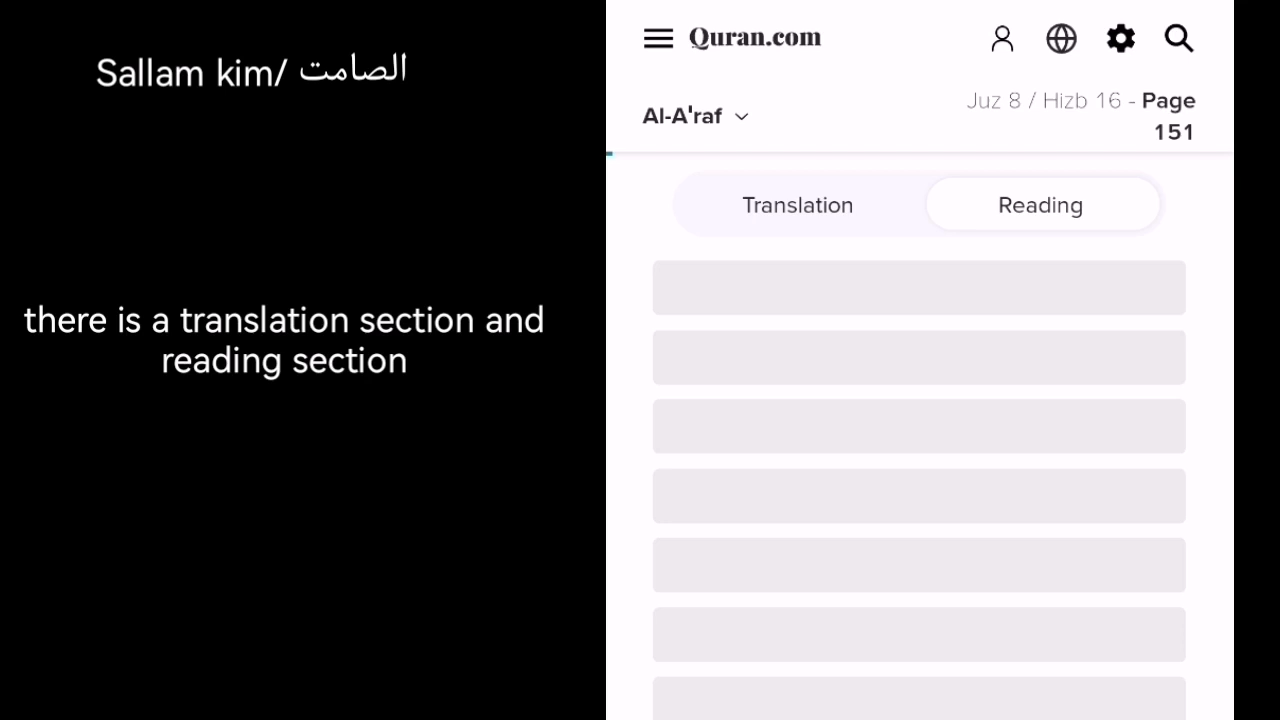 Sallam kim/ الصامت
there is a translation section and
reading section
Quran.com
Al-A'raf
Juz 8 / Hizb 16 - Page
151
Translation
Reading